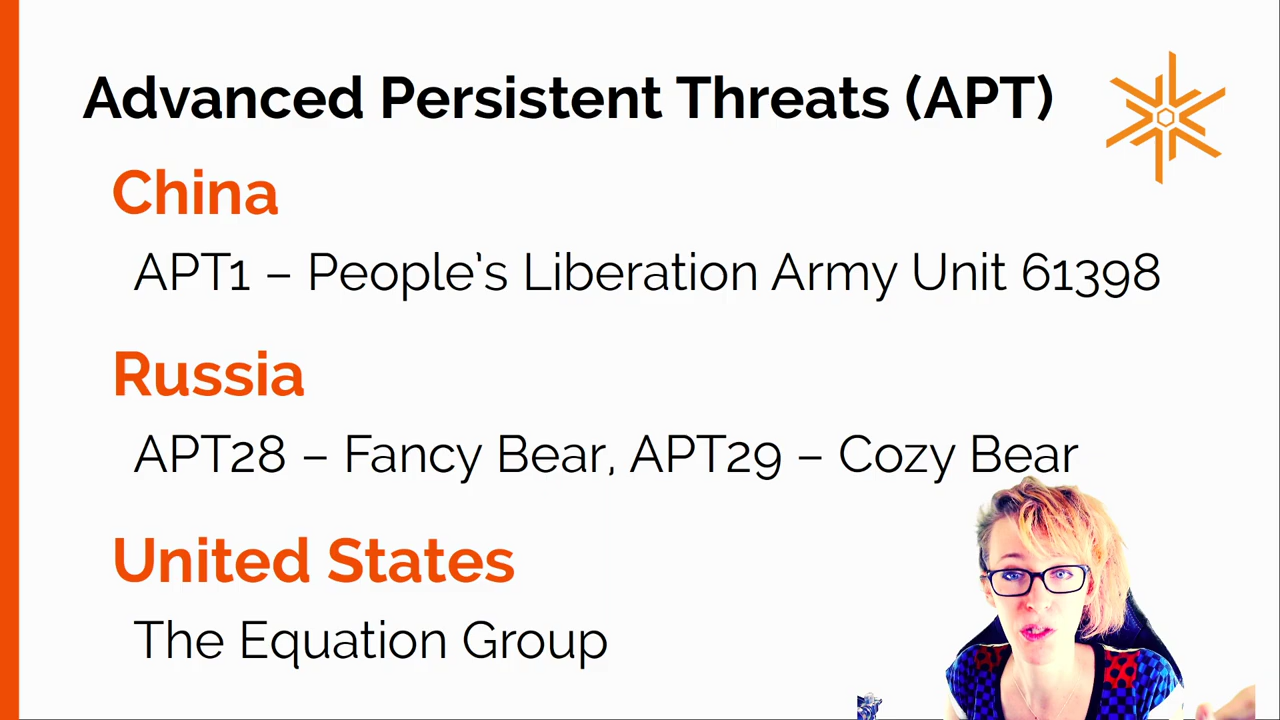 Advanced Persistent Threats (APT)
China
APT1 – People’s Liberation Army Unit 61398
Russia
APT28 – Fancy Bear, APT29 – Cozy Bear
United States
The Equation Group